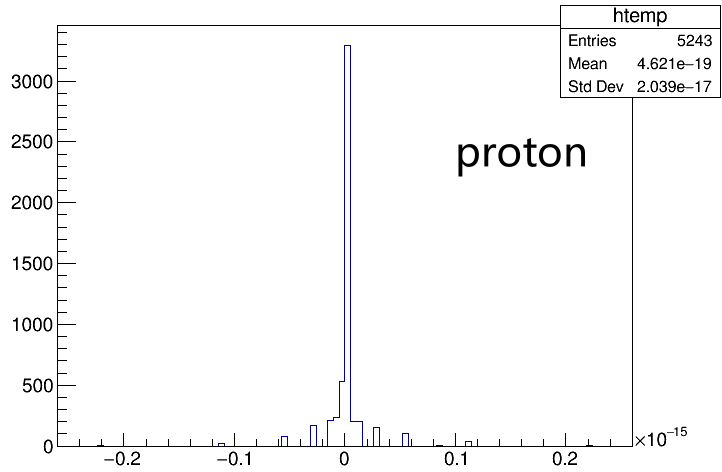 htemp
Entries 5243
Mean 4.621e−19
Std Dev 2.039e−17
proton
3000
2500
2000
1500
1000
500
0
−0.2 −0.1 0 0.1 0.2 ×10−15